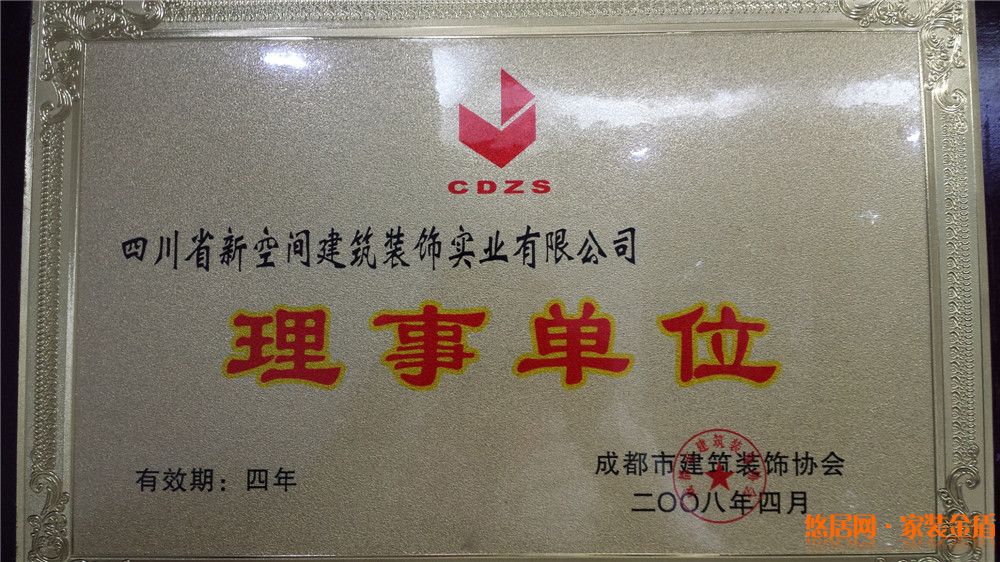 CDZS
四川省新空间建筑装饰实业有限公司
理事单位
有效期：四年
成都市建筑装饰协会
二〇〇八年四月
悠居网·家装金盾